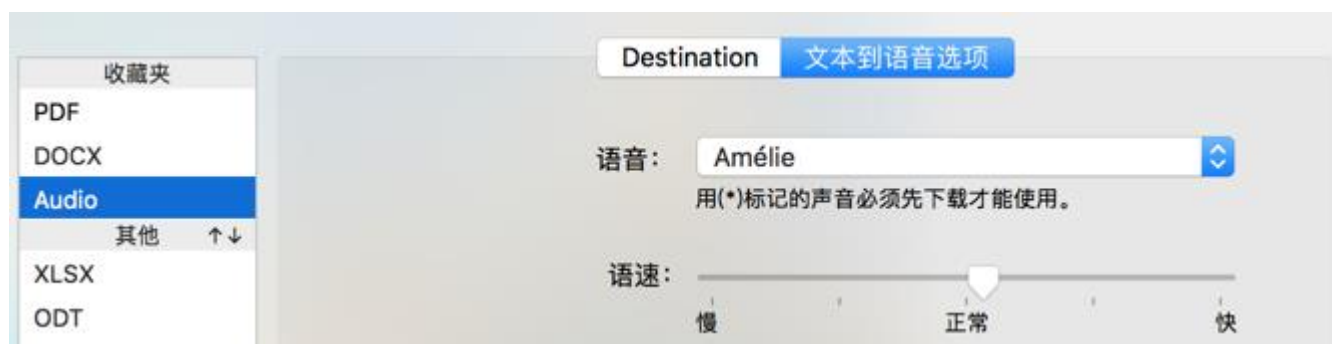 Destination 文本到语音选项
收藏夹
PDF
DOCX
Audio
其他 ↑↓
XLSX
ODT
语音： Amélie
用(*)标记的声音必须先下载才能使用。
语速：
慢 正常 快